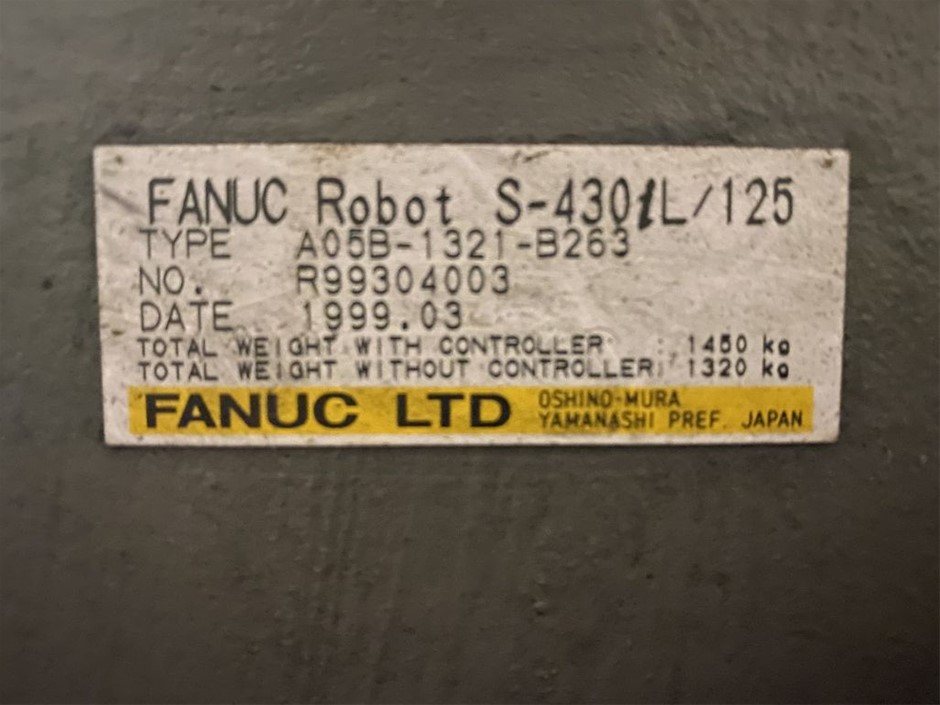 FANUC Robot S-430iL/125
TYPE A05B-1321-B263
NO. R99304003
DATE 1999.03
TOTAL WEIGHT WITH CONTROLLER : 1450 kg
TOTAL WEIGHT WITHOUT CONTROLLER: 1320 kg
FANUC LTD
OSHINO-MURA
YAMANASHI PREF. JAPAN